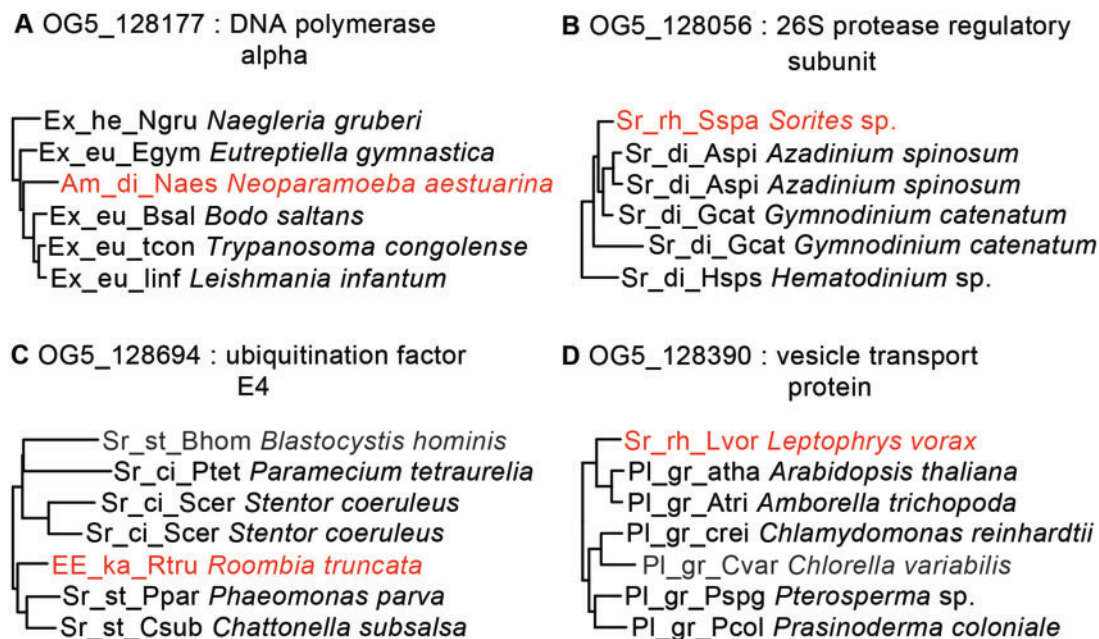 A OG5_128177 : DNA polymerase
alpha
Ex_he_Ngru Naegleria gruberi
Ex_eu_Egym Eutreptiella gymnastica
Am_di_Naes Neoparamoeba aestuarina
Ex_eu_Bsal Bodo saltans
Ex_eu_tcon Trypanosoma congolense
Ex_eu_linf Leishmania infantum
B OG5_128056 : 26S protease regulatory
subunit
Sr_rh_Sspa Sorites sp.
Sr_di_Aspi Azadinium spinosum
Sr_di_Aspi Azadinium spinosum
Sr_di_Gcat Gymnodinium catenatum
Sr_di_Gcat Gymnodinium catenatum
Sr_di_Hsps Hematodinium sp.
C OG5_128694 : ubiquitination factor
E4
Sr_st_Bhom Blastocystis hominis
Sr_ci_Ptet Paramecium tetraurelia
Sr_ci_Scer Stentor coeruleus
Sr_ci_Scer Stentor coeruleus
EE_ka_Rtru Roombia truncata
Sr_st_Ppar Phaeomonas parva
Sr_st_Csub Chattonella subsalsa
D OG5_128390 : vesicle transport
protein
Sr_rh_Lvor Leptophrys vorax
Pl_gr_atha Arabidopsis thaliana
Pl_gr_Atri Amborella trichopoda
Pl_gr_crei Chlamydomonas reinhardtii
Pl_gr_Cvar Chlorella variabilis
Pl_gr_Pspg Pterosperma sp.
Pl_gr_Pcol Prasinoderma coloniale